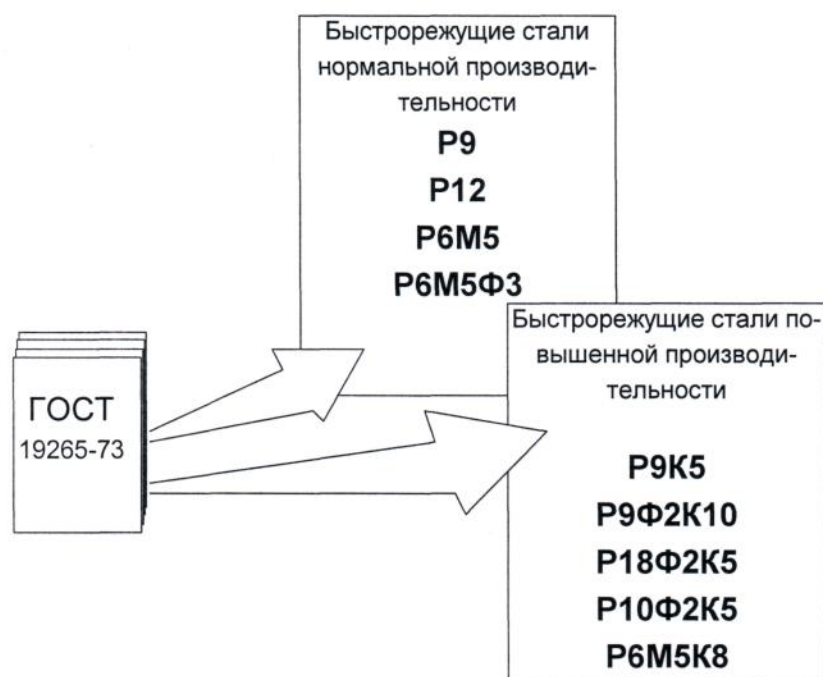 Быстрорежущие стали
нормальной производи-
тельности
Р9
Р12
Р6М5
Р6М5Ф3
Быстрорежущие стали по-
вышенной производи-
тельности
Р9К5
Р9Ф2К10
Р18Ф2К5
Р10Ф2К5
Р6М5К8
ГОСТ
19265-73